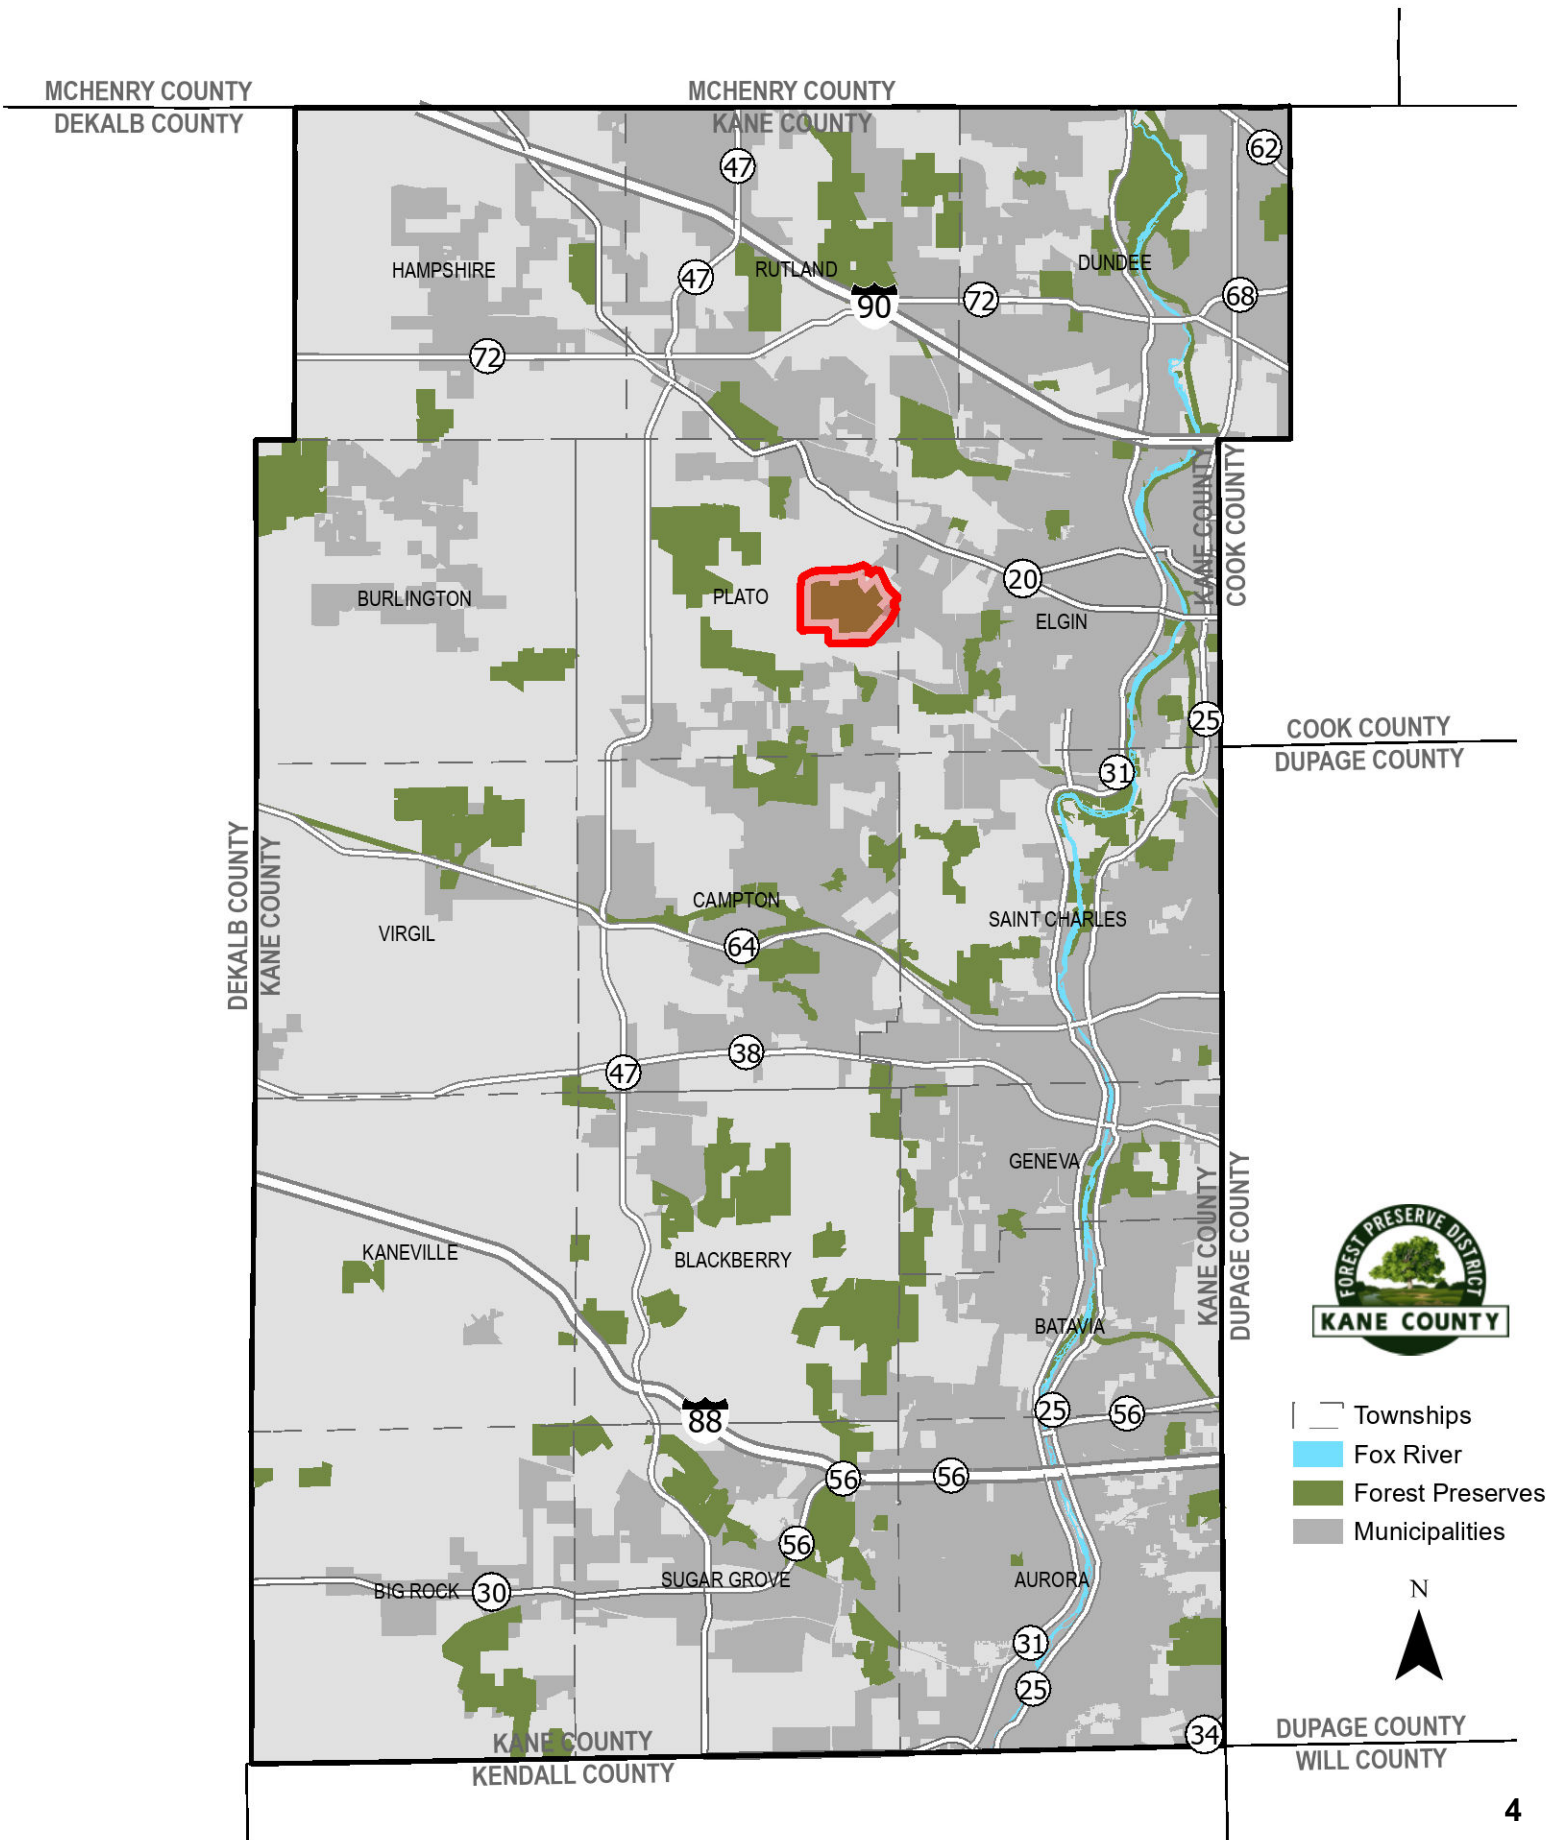 MCHENRY COUNTY
DEKALB COUNTY
MCHENRY COUNTY
KANE COUNTY
62
47
HAMPSHIRE
47
RUTLAND
DUNDEE
90
72
68
72
KANE COUNTY
COOK COUNTY
BURLINGTON
PLATO
20
ELGIN
25
COOK COUNTY
DUPAGE COUNTY
31
DEKALB COUNTY
KANE COUNTY
CAMPTON
SAINT CHARLES
VIRGIL
64
38
47
GENEVA
KANE COUNTY
DUPAGE COUNTY
KANEVILLE
BLACKBERRY
BATAVIA
FOREST PRESERVE DISTRICT
KANE COUNTY
88
25
56
56
56
56
Townships
Fox River
Forest Preserves
Municipalities
BIG ROCK
30
SUGAR GROVE
AURORA
N
31
25
34
KANE COUNTY
KENDALL COUNTY
DUPAGE COUNTY
WILL COUNTY
4